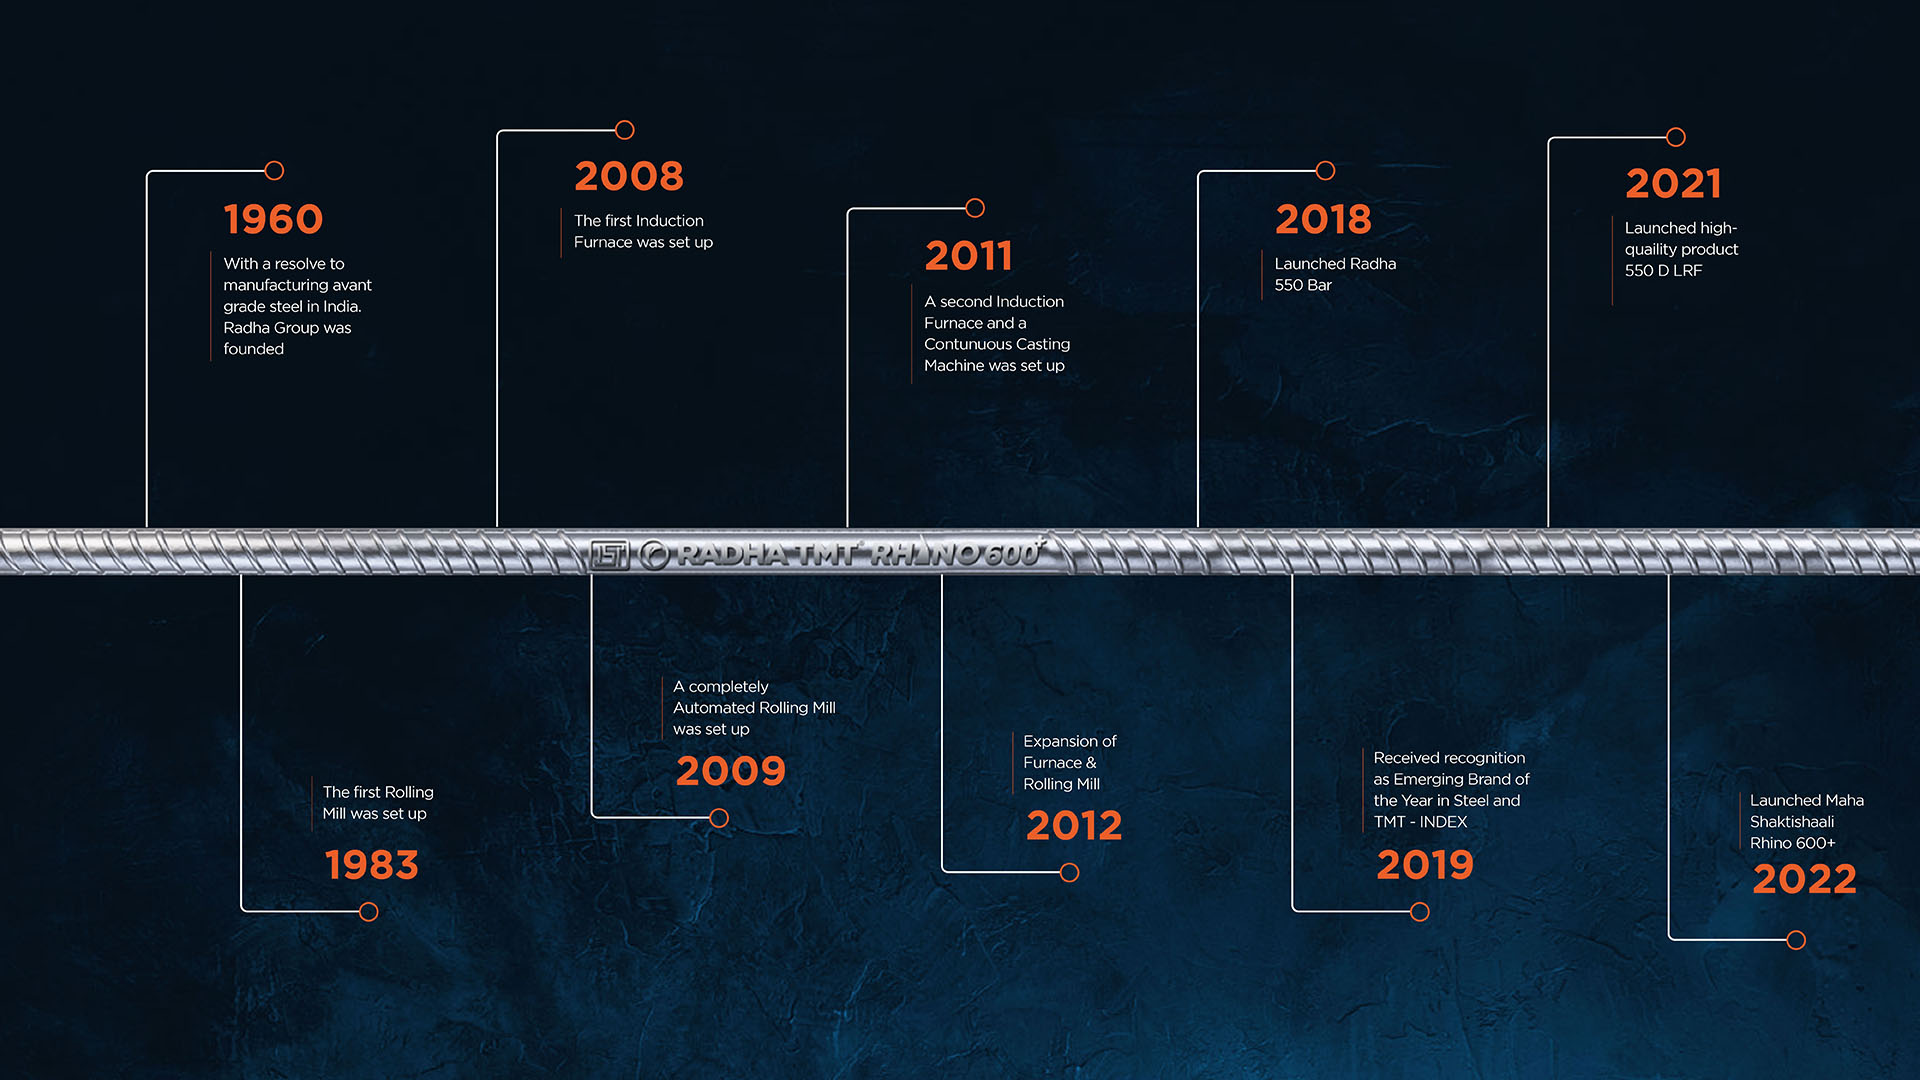 1960
With a resolve to
manufacturing avant
grade steel in India.
Radha Group was
founded
2008
The first Induction
Furnace was set up
2011
A second Induction
Furnace and a
Contunuous Casting
Machine was set up
2018
Launched Radha
550 Bar
2021
Launched high-
quaility product
550 D LRF
ISI RADHA TMT RHINO 600+
The first Rolling
Mill was set up
1983
A completely
Automated Rolling Mill
was set up
2009
Expansion of
Furnace &
Rolling Mill
2012
Received recognition
as Emerging Brand of
the Year in Steel and
TMT - INDEX
2019
Launched Maha
Shaktishaali
Rhino 600+
2022